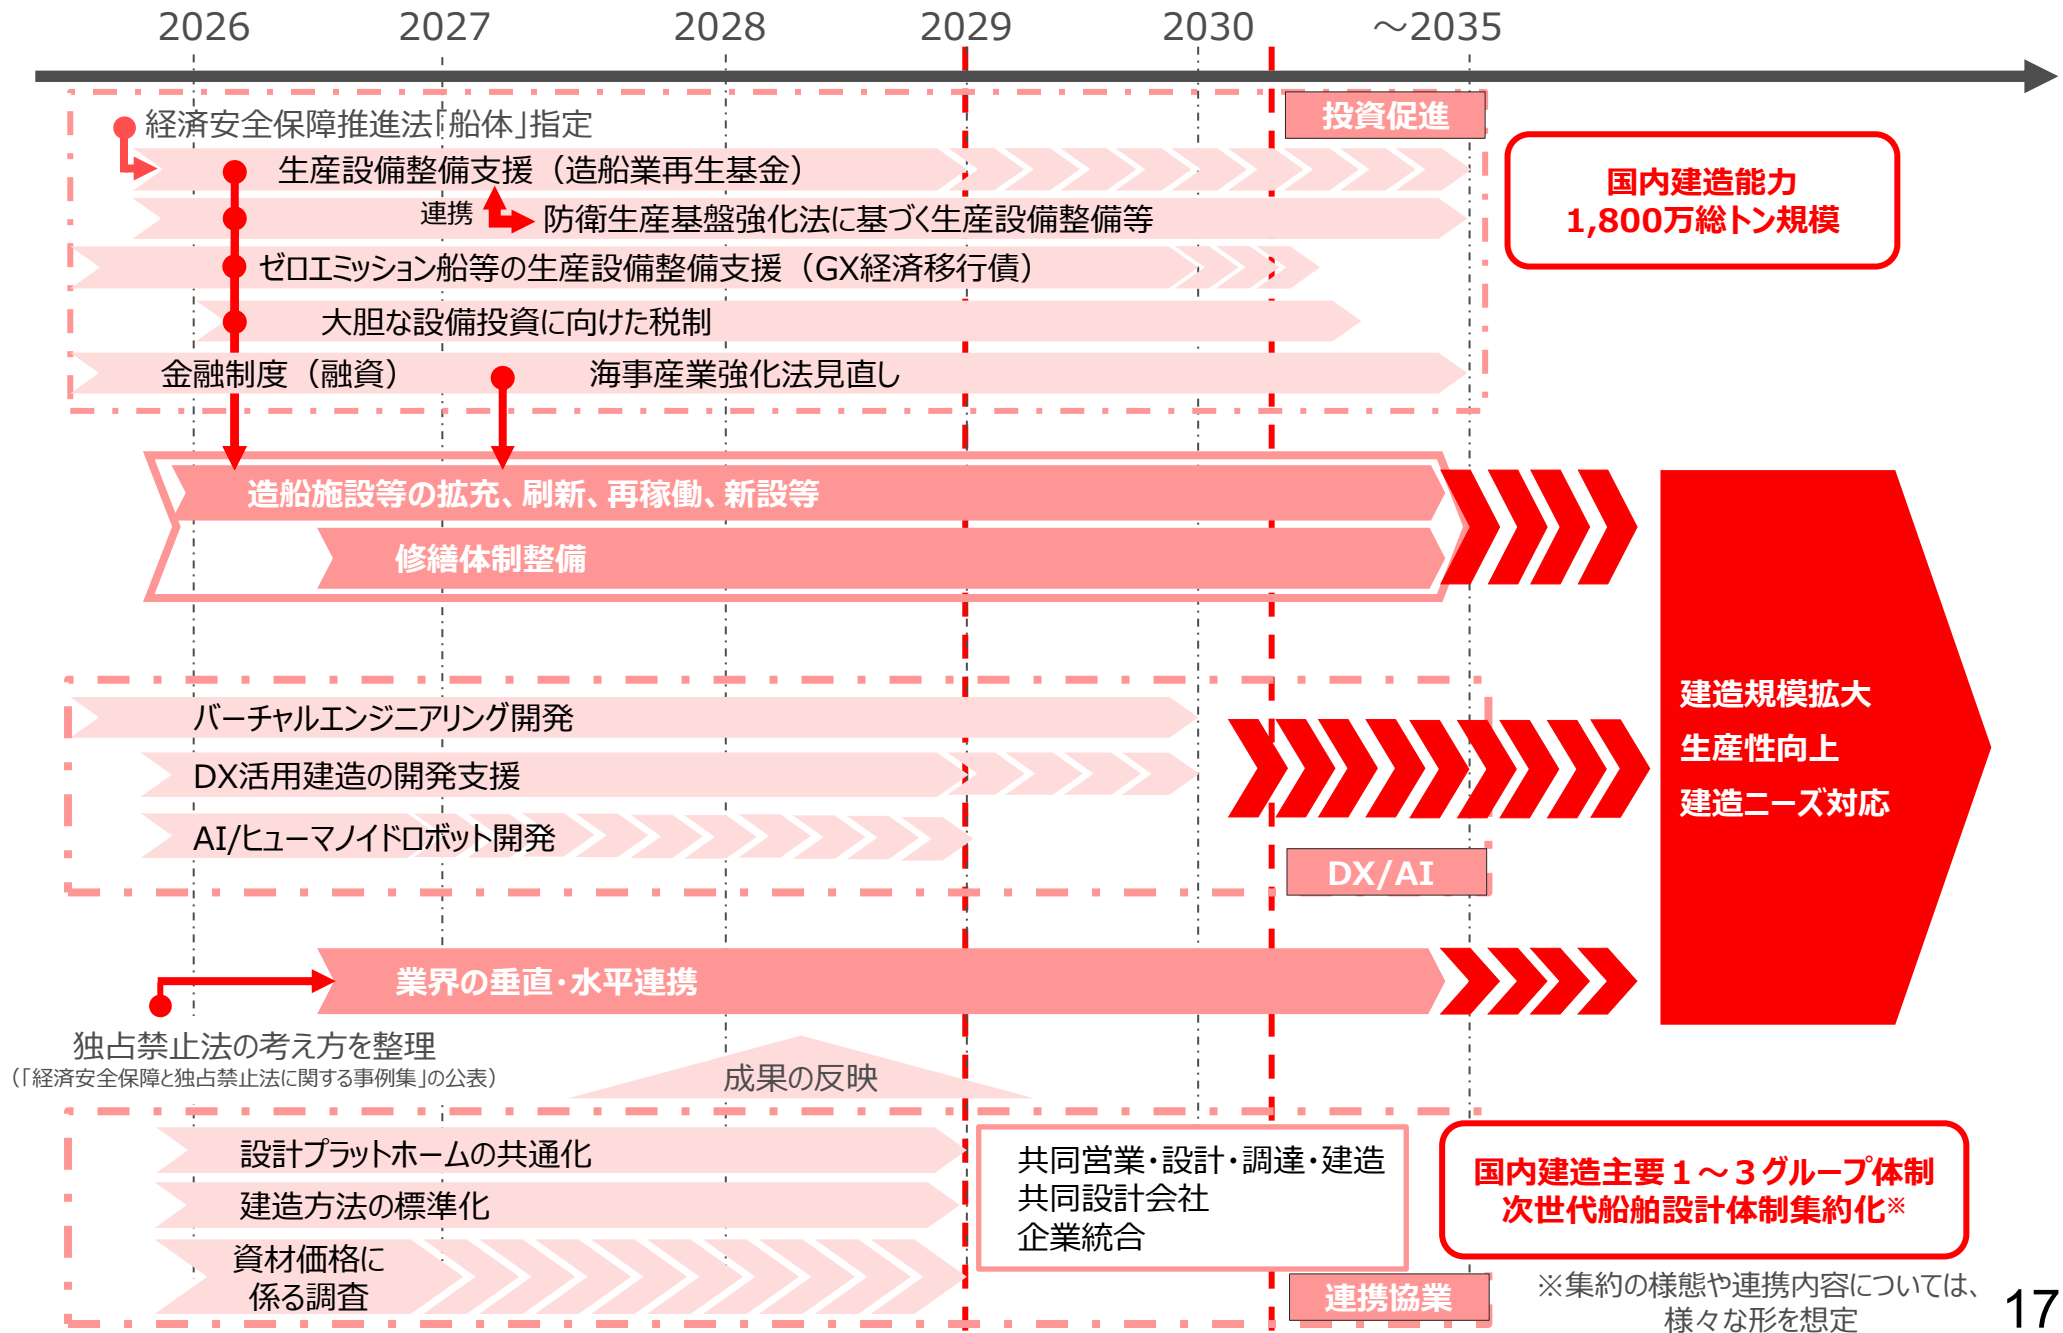 2026
2027
2028
2029
2030
～2035
経済安全保障推進法「船体」指定
投資促進
生産設備整備支援（造船業再生基金）
連携
防衛生産基盤強化法に基づく生産設備整備等
ゼロエミッション船等の生産設備整備支援（GX経済移行債）
大胆な設備投資に向けた税制
金融制度（融資）
海事産業強化法見直し
国内建造能力
1,800万総トン規模
造船施設等の拡充、刷新、再稼働、新設等
修繕体制整備
バーチャルエンジニアリング開発
DX活用建造の開発支援
AI/ヒューマノイドロボット開発
DX/AI
建造規模拡大
生産性向上
建造ニーズ対応
業界の垂直・水平連携
独占禁止法の考え方を整理
（「経済安全保障と独占禁止法に関する事例集」の公表）
成果の反映
設計プラットホームの共通化
建造方法の標準化
資材価格に
係る調査
共同営業・設計・調達・建造
共同設計会社
企業統合
連携協業
国内建造主要１～３グループ体制
次世代船舶設計体制集約化※
※集約の様態や連携内容については、
様々な形を想定
17